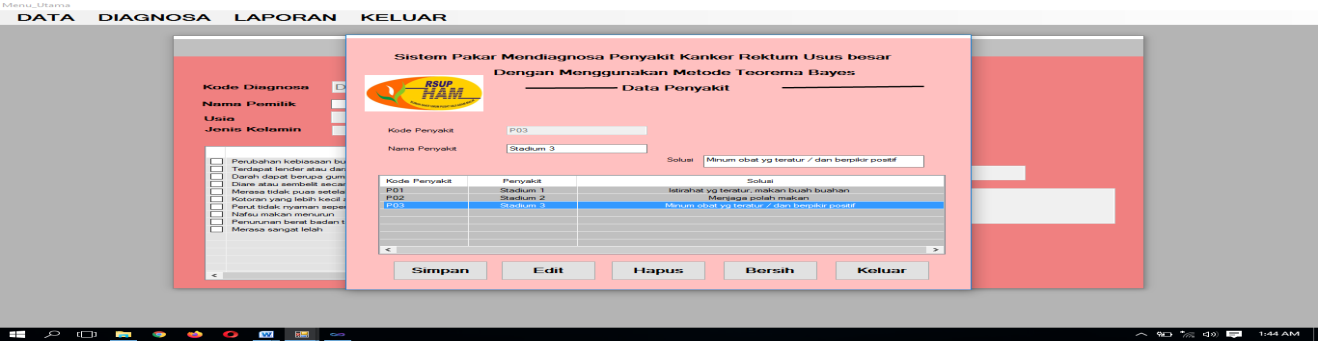 Menu_Utama
DATA DIAGNOSA LAPORAN KELUAR
Sistem Pakar Mendiagnosa Penyakit Kanker Rektum Usus besar
Dengan Menggunakan Metode Teorema Bayes
Data Penyakit
RSUP
HAM
Kode Diagnosa D
Nama Pemilik
Usia
Jenis Kelamin
Perubahan kebiasaan bu
Terdapat lender atau dar
Darah dapat berupa gum
Diare atau sembelit secar
Merasa tidak puas setela
Kotoran yang lebih kecil a
Perut tidak nyaman sepe
Nafsu makan menurun
Penurunan berat badan t
Merasa sangat lelah
Kode Penyakit P03
Nama Penyakit Stadium 3
Solusi Minum obat yg teratur / dan berpikir positif
Kode Penyakit Penyakit Solusi
P01 Stadium 1 Istirahat yg teratur, makan buah buahan
P02 Stadium 2 Menjaga polah makan
P03 Stadium 3 Minum obat yg teratur / dan berpikir positif
Simpan Edit Hapus Bersih Keluar
1:44 AM